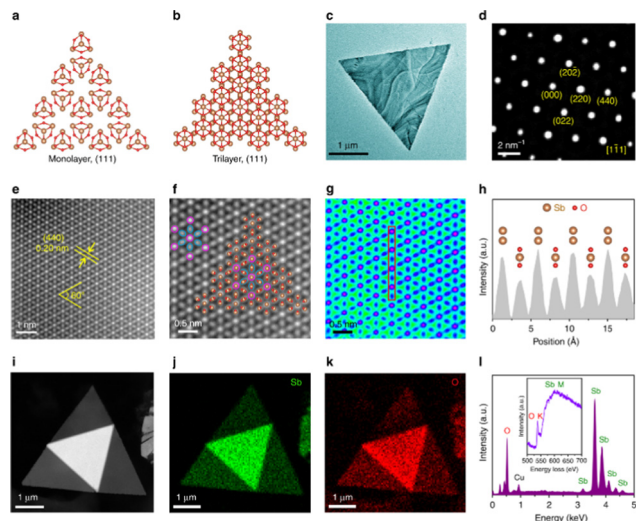 a
b
c
d
Monolayer, (111)
Trilayer, (111)
1 μm
(202̄)
(000)
(220)
(440)
(022)
2 nm⁻¹
[11̄1]
e
f
g
h
(440)
0.20 nm
60°
1 nm
0.5 nm
0.5 nm
Sb
O
Intensity (a.u.)
0
5
10
15
Position (Å)
i
j
k
l
Sb
O
1 μm
1 μm
1 μm
Intensity (a.u.)
O
Cu
Sb
Sb
Sb
Sb
Sb
Sb
Intensity (a.u.)
O K
Sb M
500
550
600
650
700
Energy loss (eV)
0
1
2
3
4
5
Energy (keV)